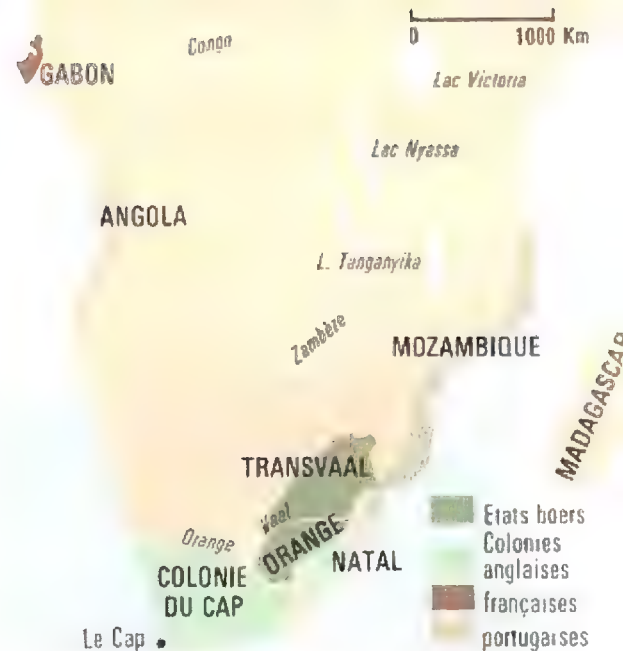 0 1000 Km
Congo
GABON
Lac Victoria
Lac Nyassa
ANGOLA
L. Tanganyika
Zambèze
MOZAMBIQUE
MADAGASCAR
TRANSVAAL
Vaal
Orange
ORANGE
NATAL
COLONIE
DU CAP
Le Cap
Etats boers
Colonies
anglaises
françaises
portugaises